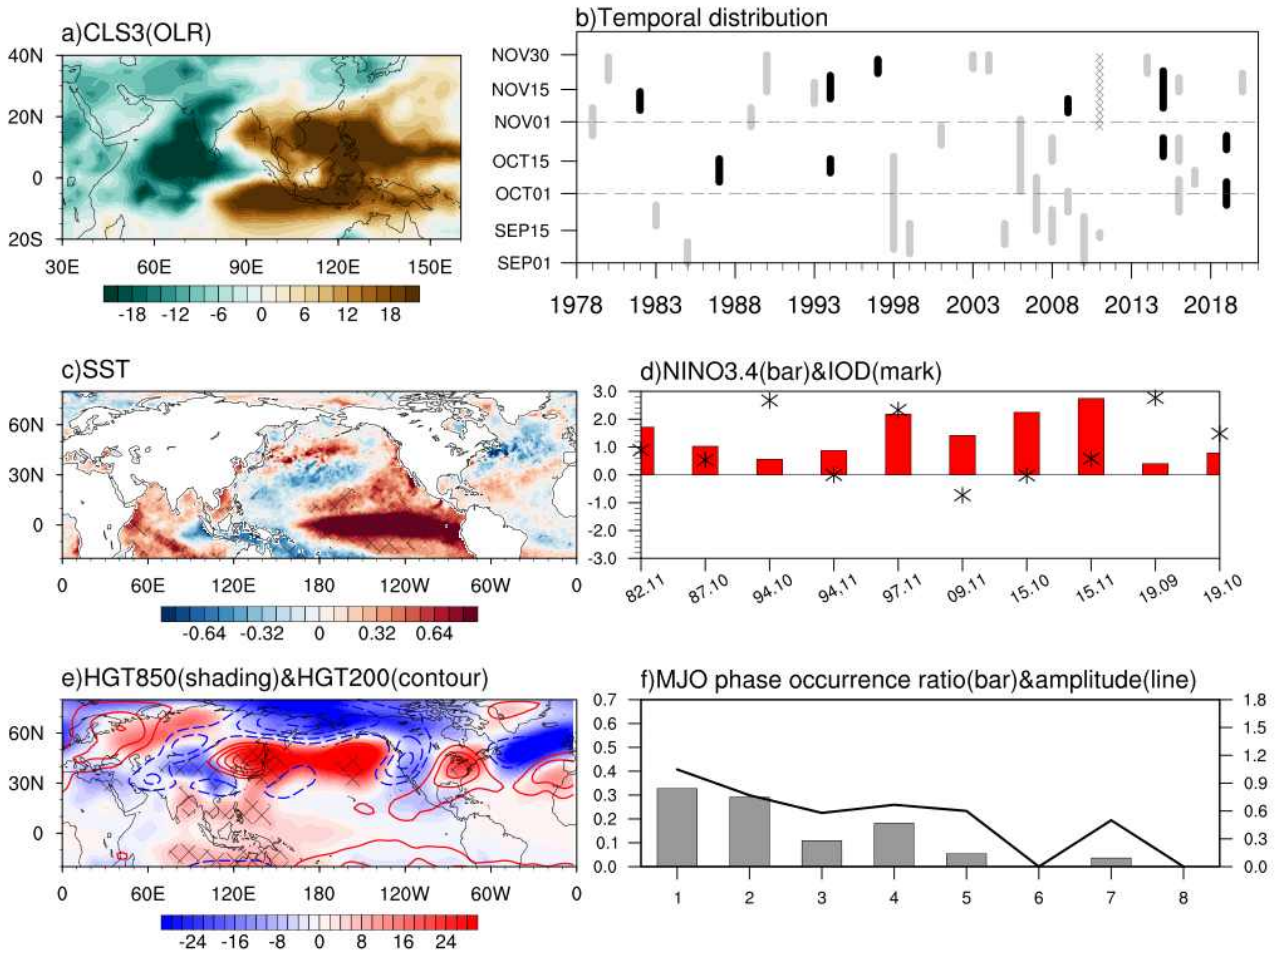 a)CLS3(OLR)
40N
20N
0
20S
30E 60E 90E 120E 150E
-18 -12 -6 0 6 12 18
b)Temporal distribution
NOV30
NOV15
NOV01
OCT15
OCT01
SEP15
SEP01
1978 1983 1988 1993 1998 2003 2008 2013 2018
c)SST
60N
30N
0
0 60E 120E 180 120W 60W 0
-0.64 -0.32 0 0.32 0.64
d)NINO3.4(bar)&IOD(mark)
3.0
2.0
1.0
0.0
-1.0
-2.0
-3.0
82.11 87.10 94.10 94.11 97.11 09.11 15.10 15.11 19.09 19.10
e)HGT850(shading)&HGT200(contour)
60N
30N
0
0 60E 120E 180 120W 60W 0
-24 -16 -8 0 8 16 24
f)MJO phase occurrence ratio(bar)&amplitude(line)
0.7 1.8
0.6 1.5
0.5 1.2
0.4 0.9
0.3 0.6
0.2 0.3
0.1 0.0
0.0
1 2 3 4 5 6 7 8